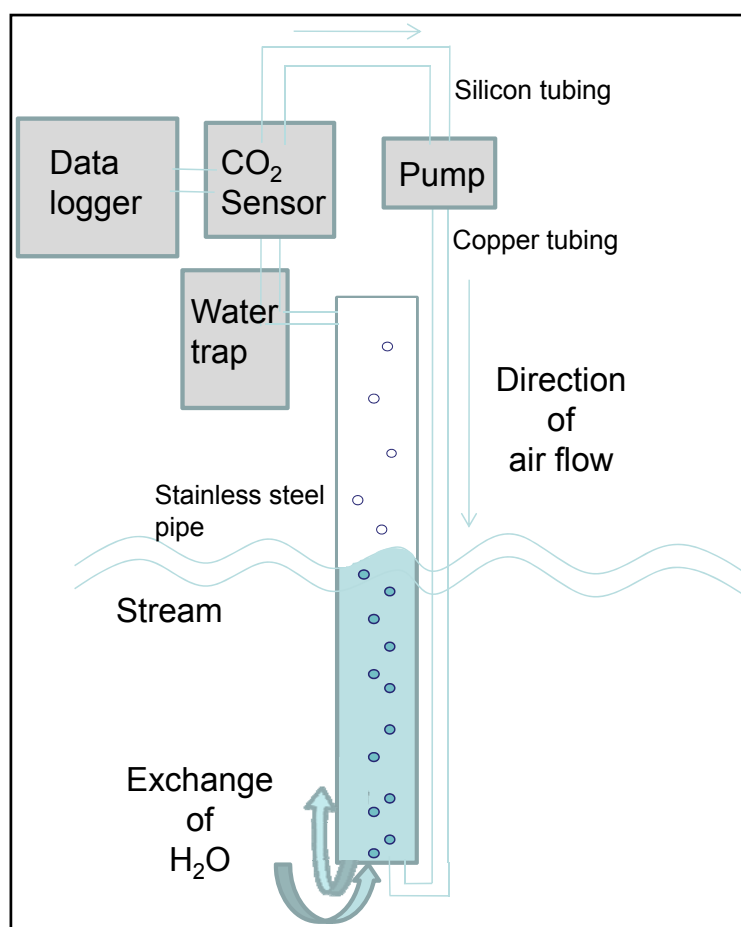 Silicon tubing
Data
logger
CO₂
Sensor
Pump
Copper tubing
Water
trap
Direction
of
air flow
Stainless steel
pipe
Stream
Exchange
of
H₂O